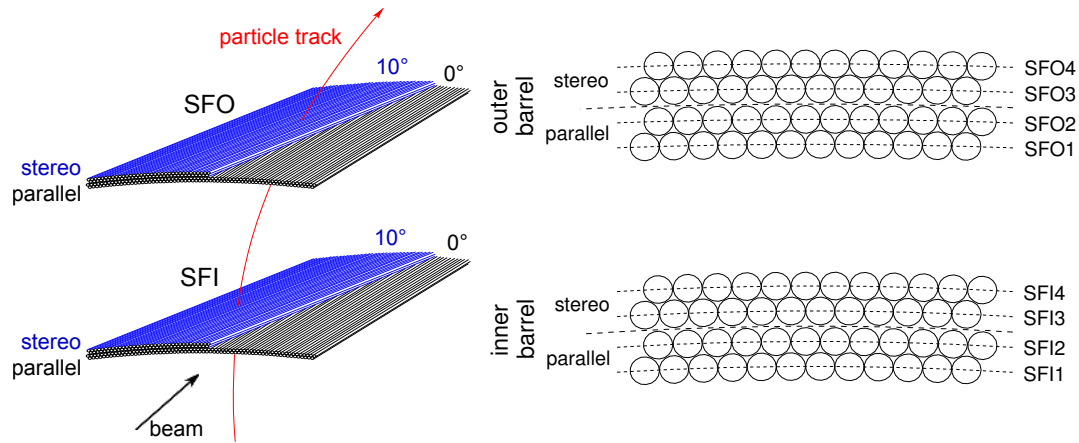 particle track
10°
0°
SFO
stereo
parallel
10°
0°
SFI
stereo
parallel
beam
outer
barrel
stereo
parallel
SFO4
SFO3
SFO2
SFO1
inner
barrel
stereo
parallel
SFI4
SFI3
SFI2
SFI1